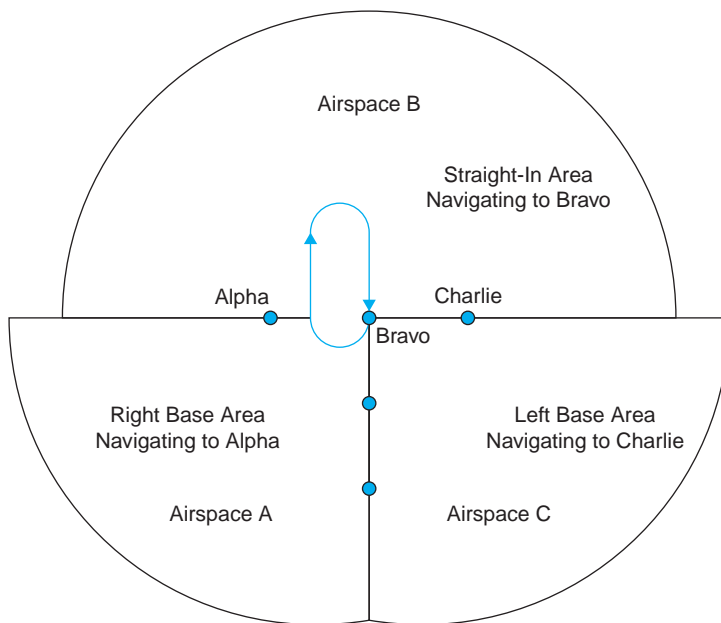 Airspace B
Straight-In Area
Navigating to Bravo
Alpha
Charlie
Bravo
Right Base Area
Navigating to Alpha
Left Base Area
Navigating to Charlie
Airspace A
Airspace C